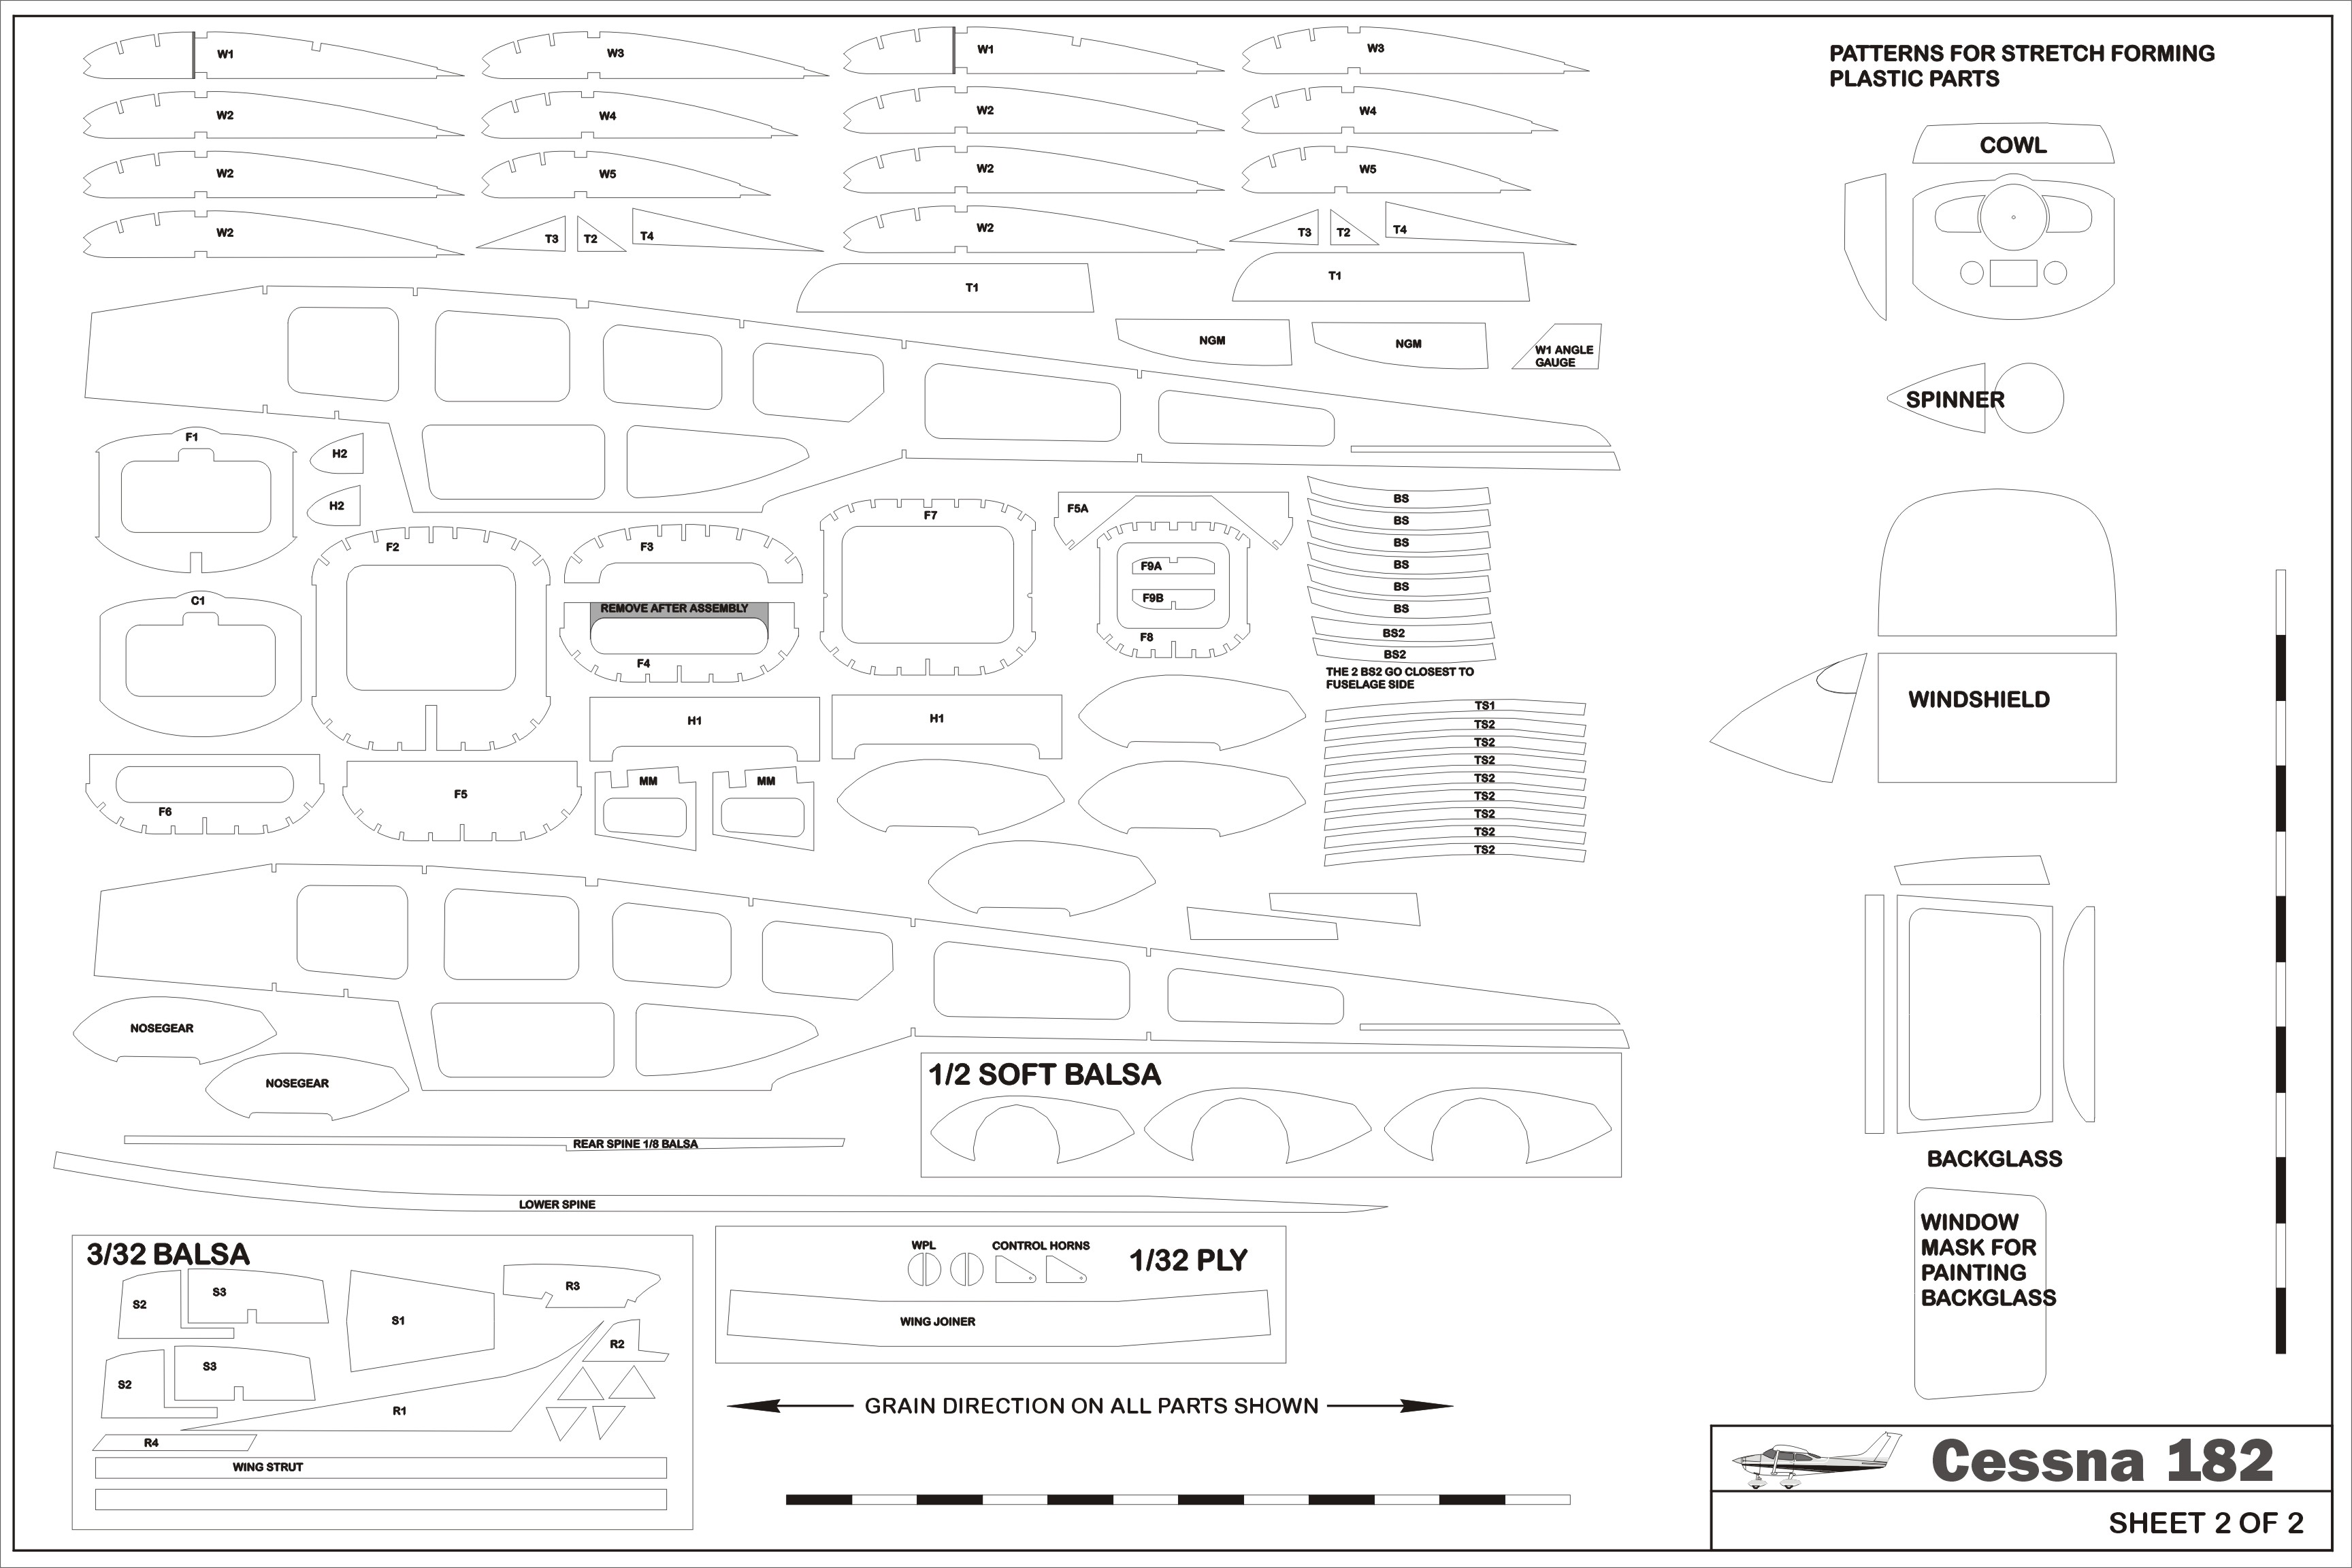 W1
W3
W1
W3
PATTERNS FOR STRETCH FORMING
PLASTIC PARTS
W2
W4
W2
W4
COWL
W2
W5
W2
W5
W2
T3
T2
T4
W2
T3
T2
T4
T1
T1
NGM
NGM
W1 ANGLE
GAUGE
SPINNER
F1
H2
H2
F2
F3
F7
F5A
F9A
F9B
F8
BS
BS
BS
BS
BS
BS
BS2
BS2
THE 2 BS2 GO CLOSEST TO
FUSELAGE SIDE
C1
REMOVE AFTER ASSEMBLY
F4
WINDSHIELD
H1
H1
TS1
TS2
TS2
TS2
TS2
TS2
TS2
TS2
TS2
F6
F5
MM
MM
NOSEGEAR
NOSEGEAR
1/2 SOFT BALSA
REAR SPINE 1/8 BALSA
LOWER SPINE
BACKGLASS
WINDOW
MASK FOR
PAINTING
BACKGLASS
3/32 BALSA
S2
S3
S1
R3
R2
S2
S3
R1
R4
WING STRUT
WPL
CONTROL HORNS
1/32 PLY
WING JOINER
GRAIN DIRECTION ON ALL PARTS SHOWN
Cessna 182
SHEET 2 OF 2